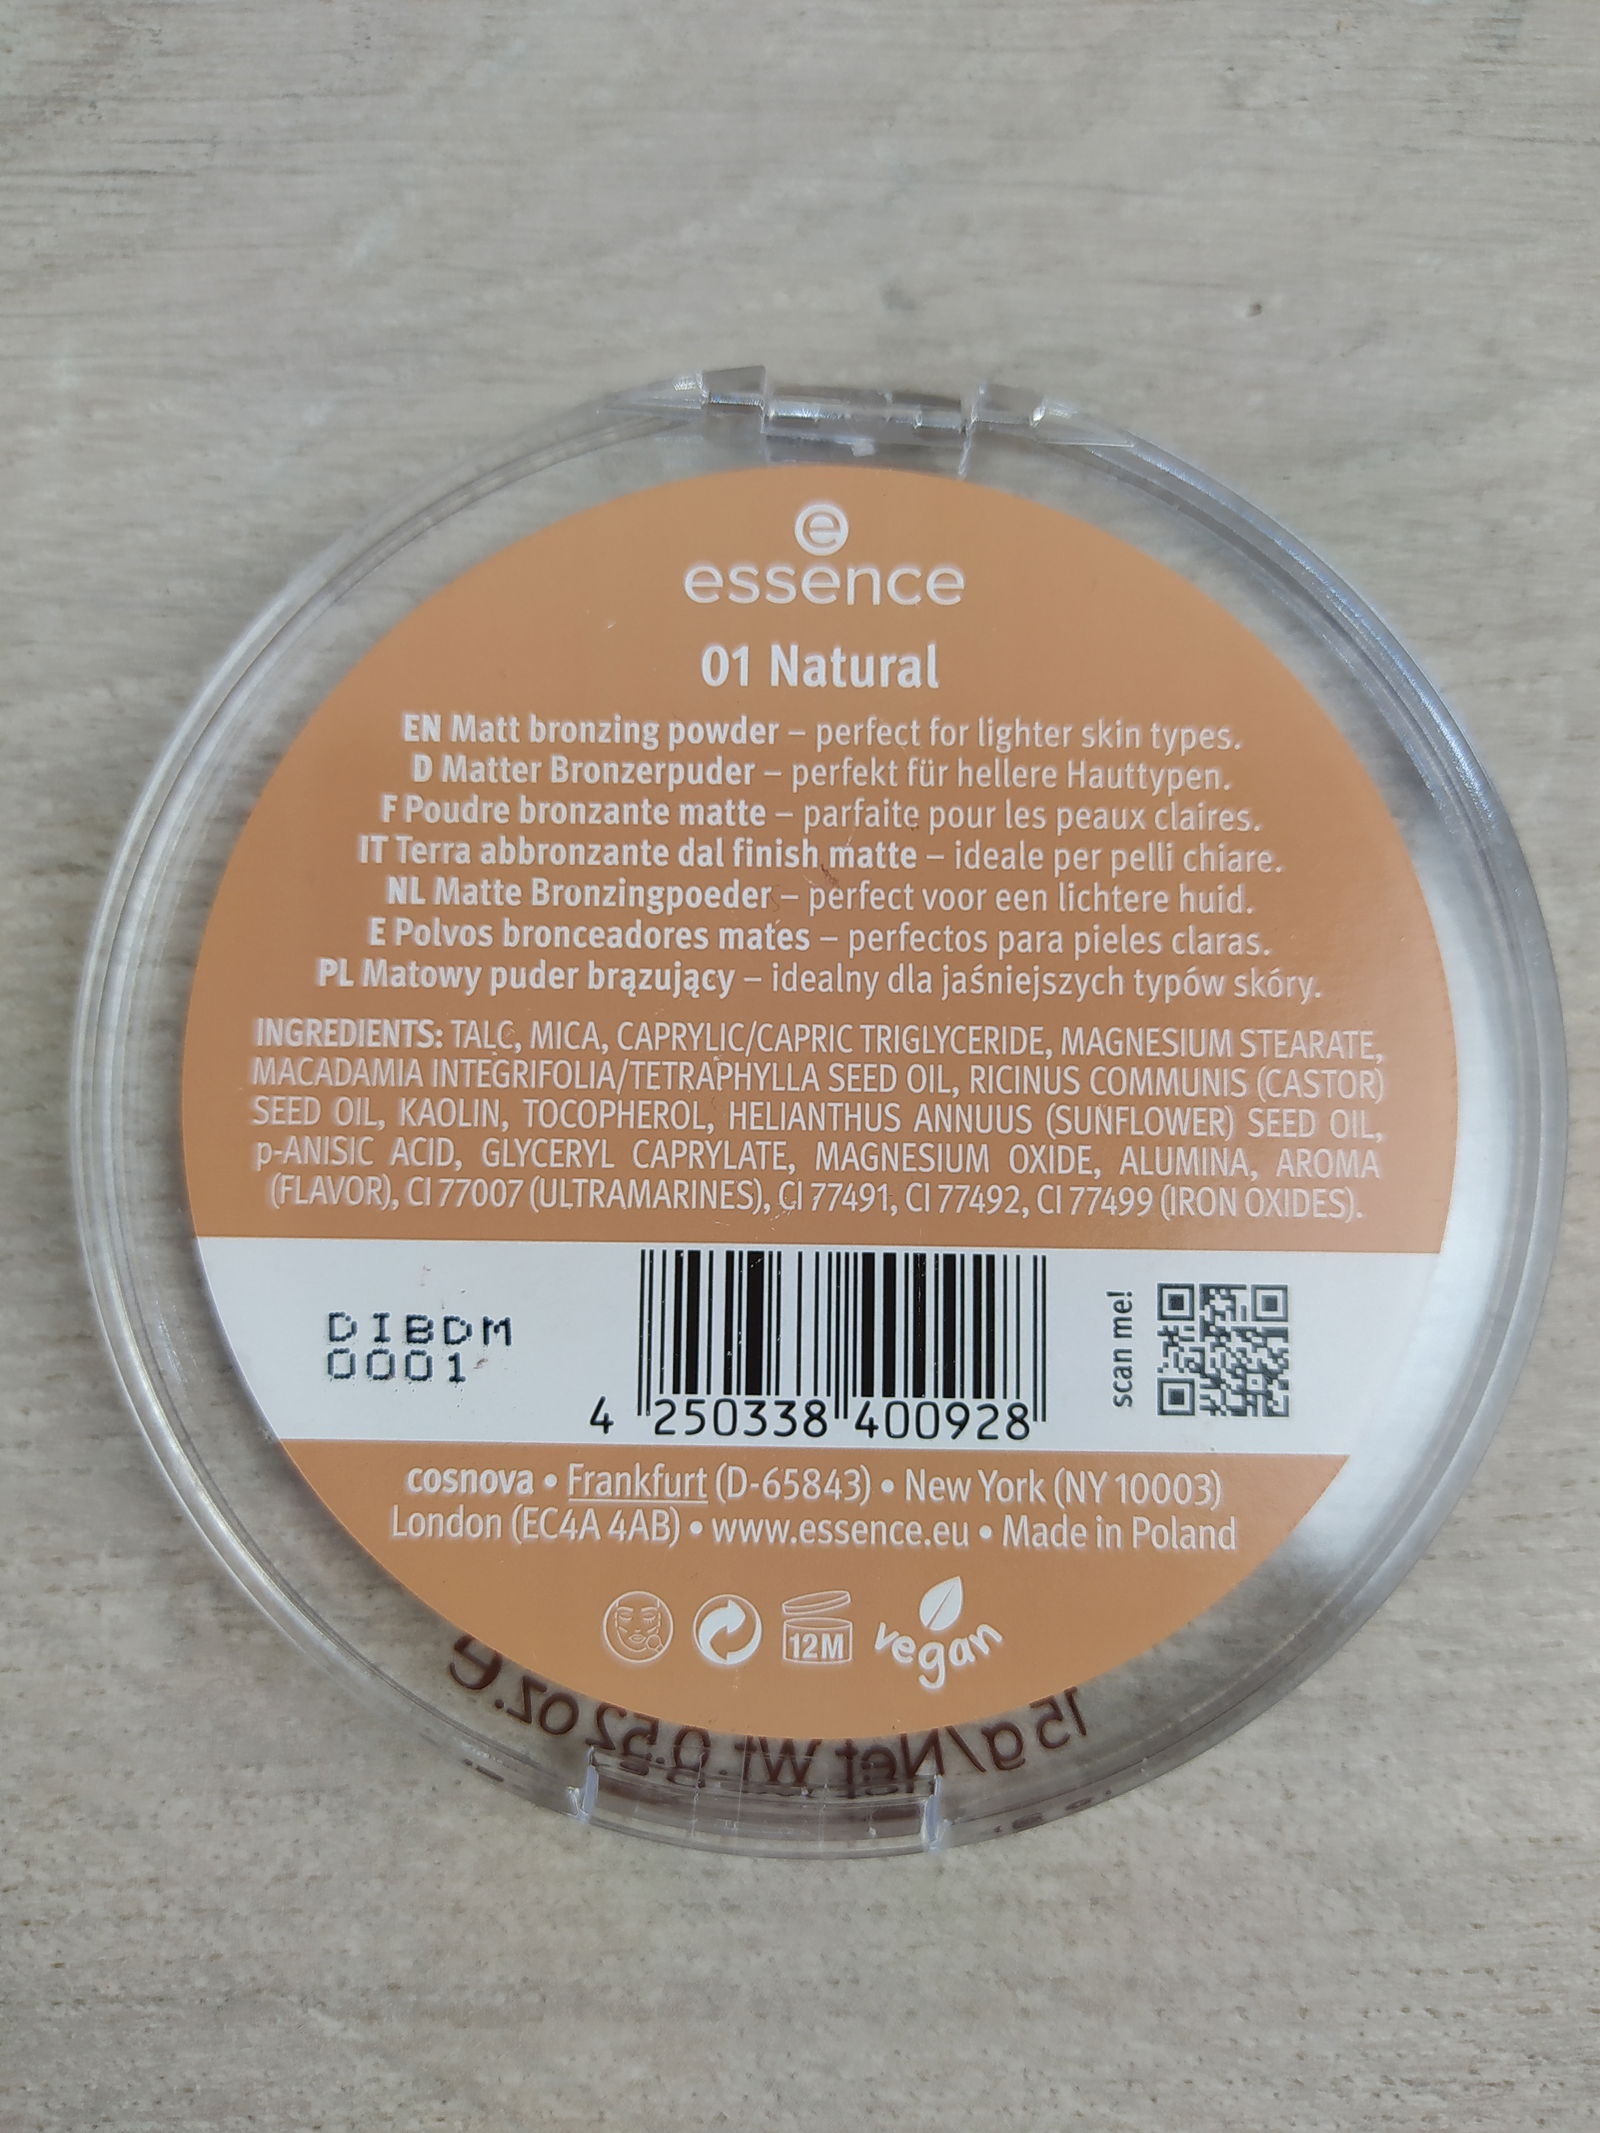 e
essence
01 Natural
EN Matt bronzing powder – perfect for lighter skin types.
D Matter Bronzerpuder – perfekt für hellere Hauttypen.
F Poudre bronzante matte – parfaite pour les peaux claires.
IT Terra abbronzante dal finish matte – ideale per pelli chiare.
NL Matte Bronzingpoeder – perfect voor een lichtere huid.
E Polvos bronceadores mates – perfectos para pieles claras.
PL Matowy puder brązujący – idealny dla jaśniejszych typów skóry.
INGREDIENTS: TALC, MICA, CAPRYLIC/CAPRIC TRIGLYCERIDE, MAGNESIUM STEARATE,
MACADAMIA INTEGRIFOLIA/TETRAPHYLLA SEED OIL, RICINUS COMMUNIS (CASTOR)
SEED OIL, KAOLIN, TOCOPHEROL, HELIANTHUS ANNUUS (SUNFLOWER) SEED OIL,
p-ANISIC ACID, GLYCERYL CAPRYLATE, MAGNESIUM OXIDE, ALUMINA, AROMA
(FLAVOR), CI 77007 (ULTRAMARINES), CI 77491, CI 77492, CI 77499 (IRON OXIDES).
DIBDM
0001
4 250338 400928
scan me!
cosnova • Frankfurt (D-65843) • New York (NY 10003)
London (EC4A 4AB) • www.essence.eu • Made in Poland
12M
vegan
15 g/Net Wt. 0.52 oz. ℮